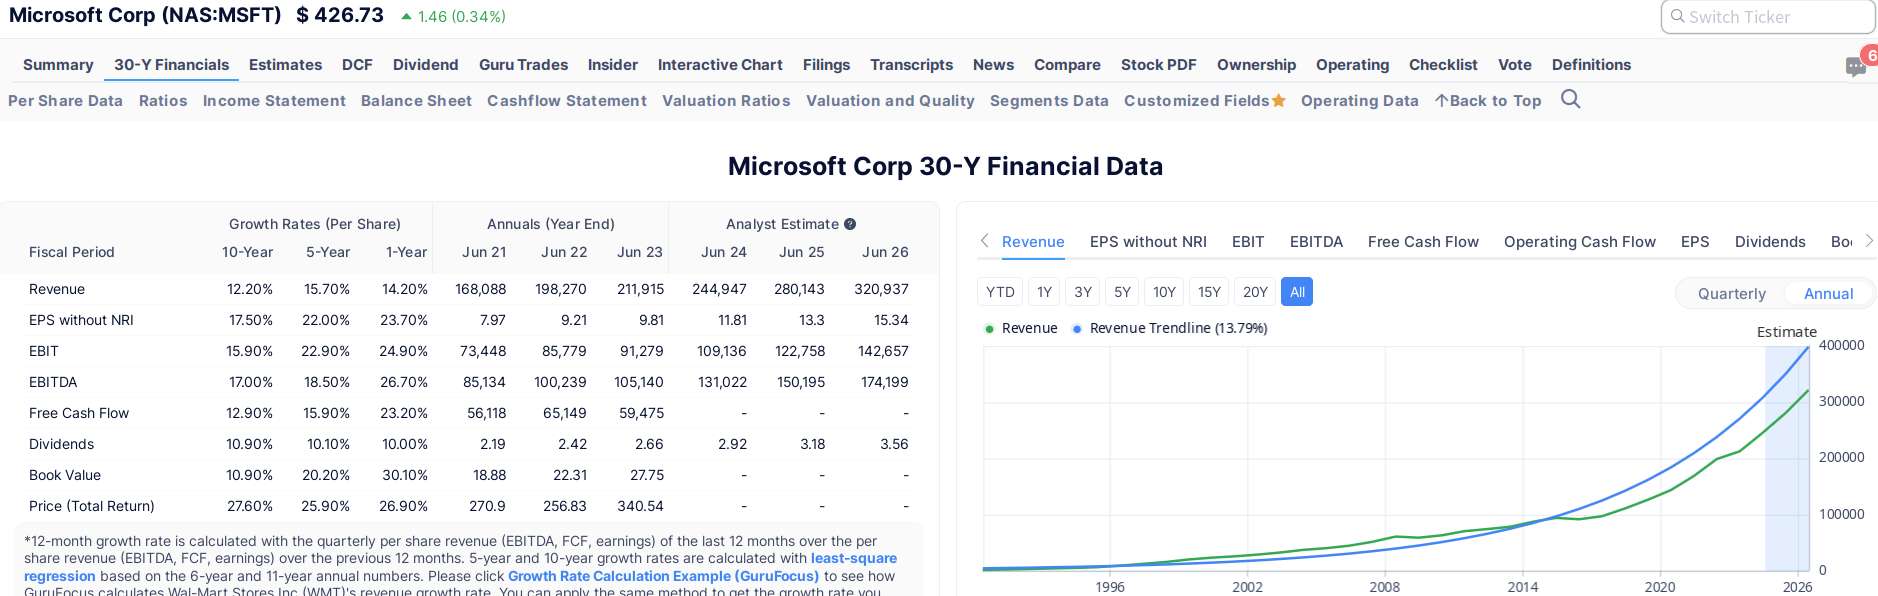 Microsoft Corp (NAS:MSFT) $ 426.73 ▲ 1.46 (0.34%)
Switch Ticker
Summary 30-Y Financials Estimates DCF Dividend Guru Trades Insider Interactive Chart Filings Transcripts News Compare Stock PDF Ownership Operating Checklist Vote Definitions
6
Per Share Data Ratios Income Statement Balance Sheet Cashflow Statement Valuation Ratios Valuation and Quality Segments Data Customized Fields Operating Data ↑Back to Top
Microsoft Corp 30-Y Financial Data
Growth Rates (Per Share) Annuals (Year End) Analyst Estimate ?
Fiscal Period 10-Year 5-Year 1-Year Jun 21 Jun 22 Jun 23 Jun 24 Jun 25 Jun 26
Revenue 12.20% 15.70% 14.20% 168,088 198,270 211,915 244,947 280,143 320,937
EPS without NRI 17.50% 22.00% 23.70% 7.97 9.21 9.81 11.81 13.3 15.34
EBIT 15.90% 22.90% 24.90% 73,448 85,779 91,279 109,136 122,758 142,657
EBITDA 17.00% 18.50% 26.70% 85,134 100,239 105,140 131,022 150,195 174,199
Free Cash Flow 12.90% 15.90% 23.20% 56,118 65,149 59,475 - - -
Dividends 10.90% 10.10% 10.00% 2.19 2.42 2.66 2.92 3.18 3.56
Book Value 10.90% 20.20% 30.10% 18.88 22.31 27.75 - - -
Price (Total Return) 27.60% 25.90% 26.90% 270.9 256.83 340.54 - - -
*12-month growth rate is calculated with the quarterly per share revenue (EBITDA, FCF, earnings) of the last 12 months over the per
share revenue (EBITDA, FCF, earnings) over the previous 12 months. 5-year and 10-year growth rates are calculated with least-square
regression based on the 6-year and 11-year annual numbers. Please click Growth Rate Calculation Example (GuruFocus) to see how
GuruFocus calculates Wal-Mart Stores Inc (WMT)'s revenue growth rate. You can apply the same method to get the growth rate you
Revenue EPS without NRI EBIT EBITDA Free Cash Flow Operating Cash Flow EPS Dividends
YTD 1Y 3Y 5Y 10Y 15Y 20Y All
Quarterly Annual
Revenue Revenue Trendline (13.79%)
Estimate
400000
300000
200000
100000
0
1996 2002 2008 2014 2020 2026